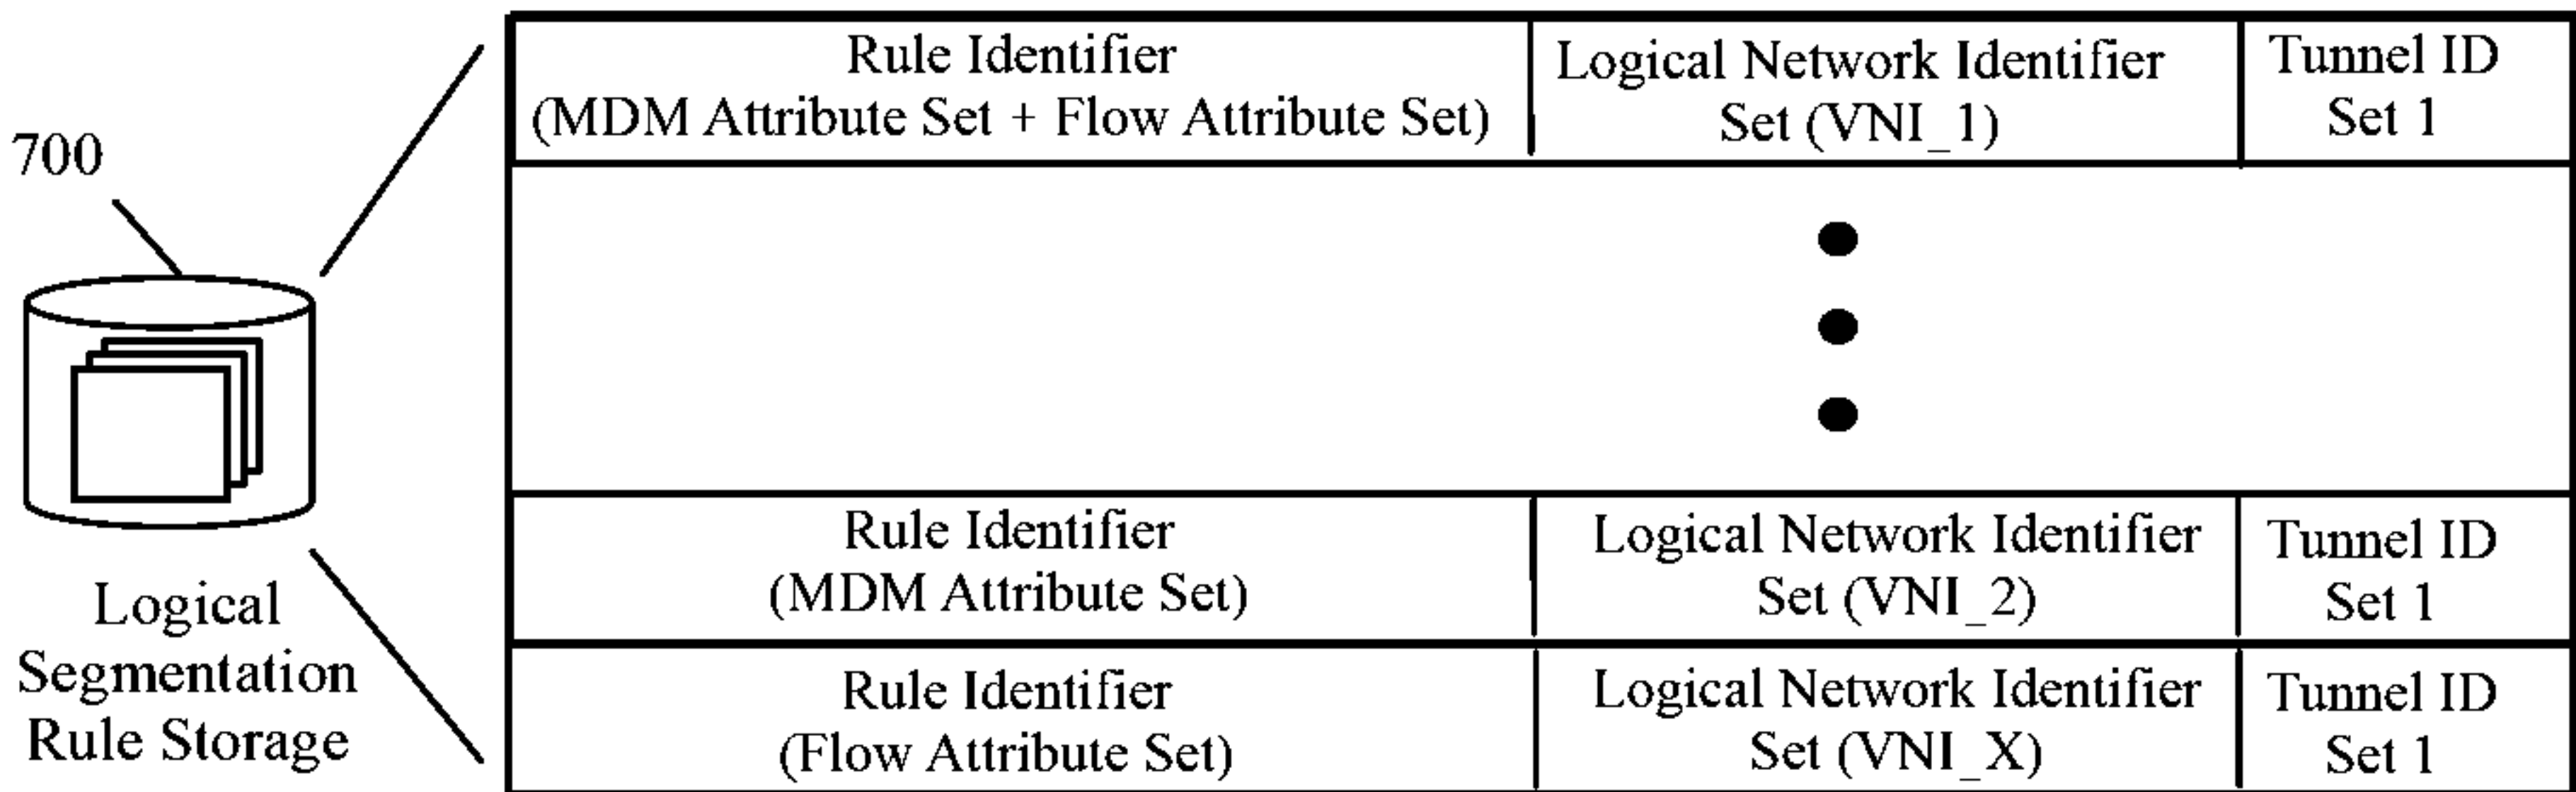 Rule Identifier
(MDM Attribute Set + Flow Attribute Set)
Logical Network Identifier
Set (VNI_1)
Tunnel ID
Set 1
700
Rule Identifier
(MDM Attribute Set)
Logical Network Identifier
Set (VNI_2)
Tunnel ID
Set 1
Rule Identifier
(Flow Attribute Set)
Logical Network Identifier
Set (VNI_X)
Tunnel ID
Set 1
Logical
Segmentation
Rule Storage